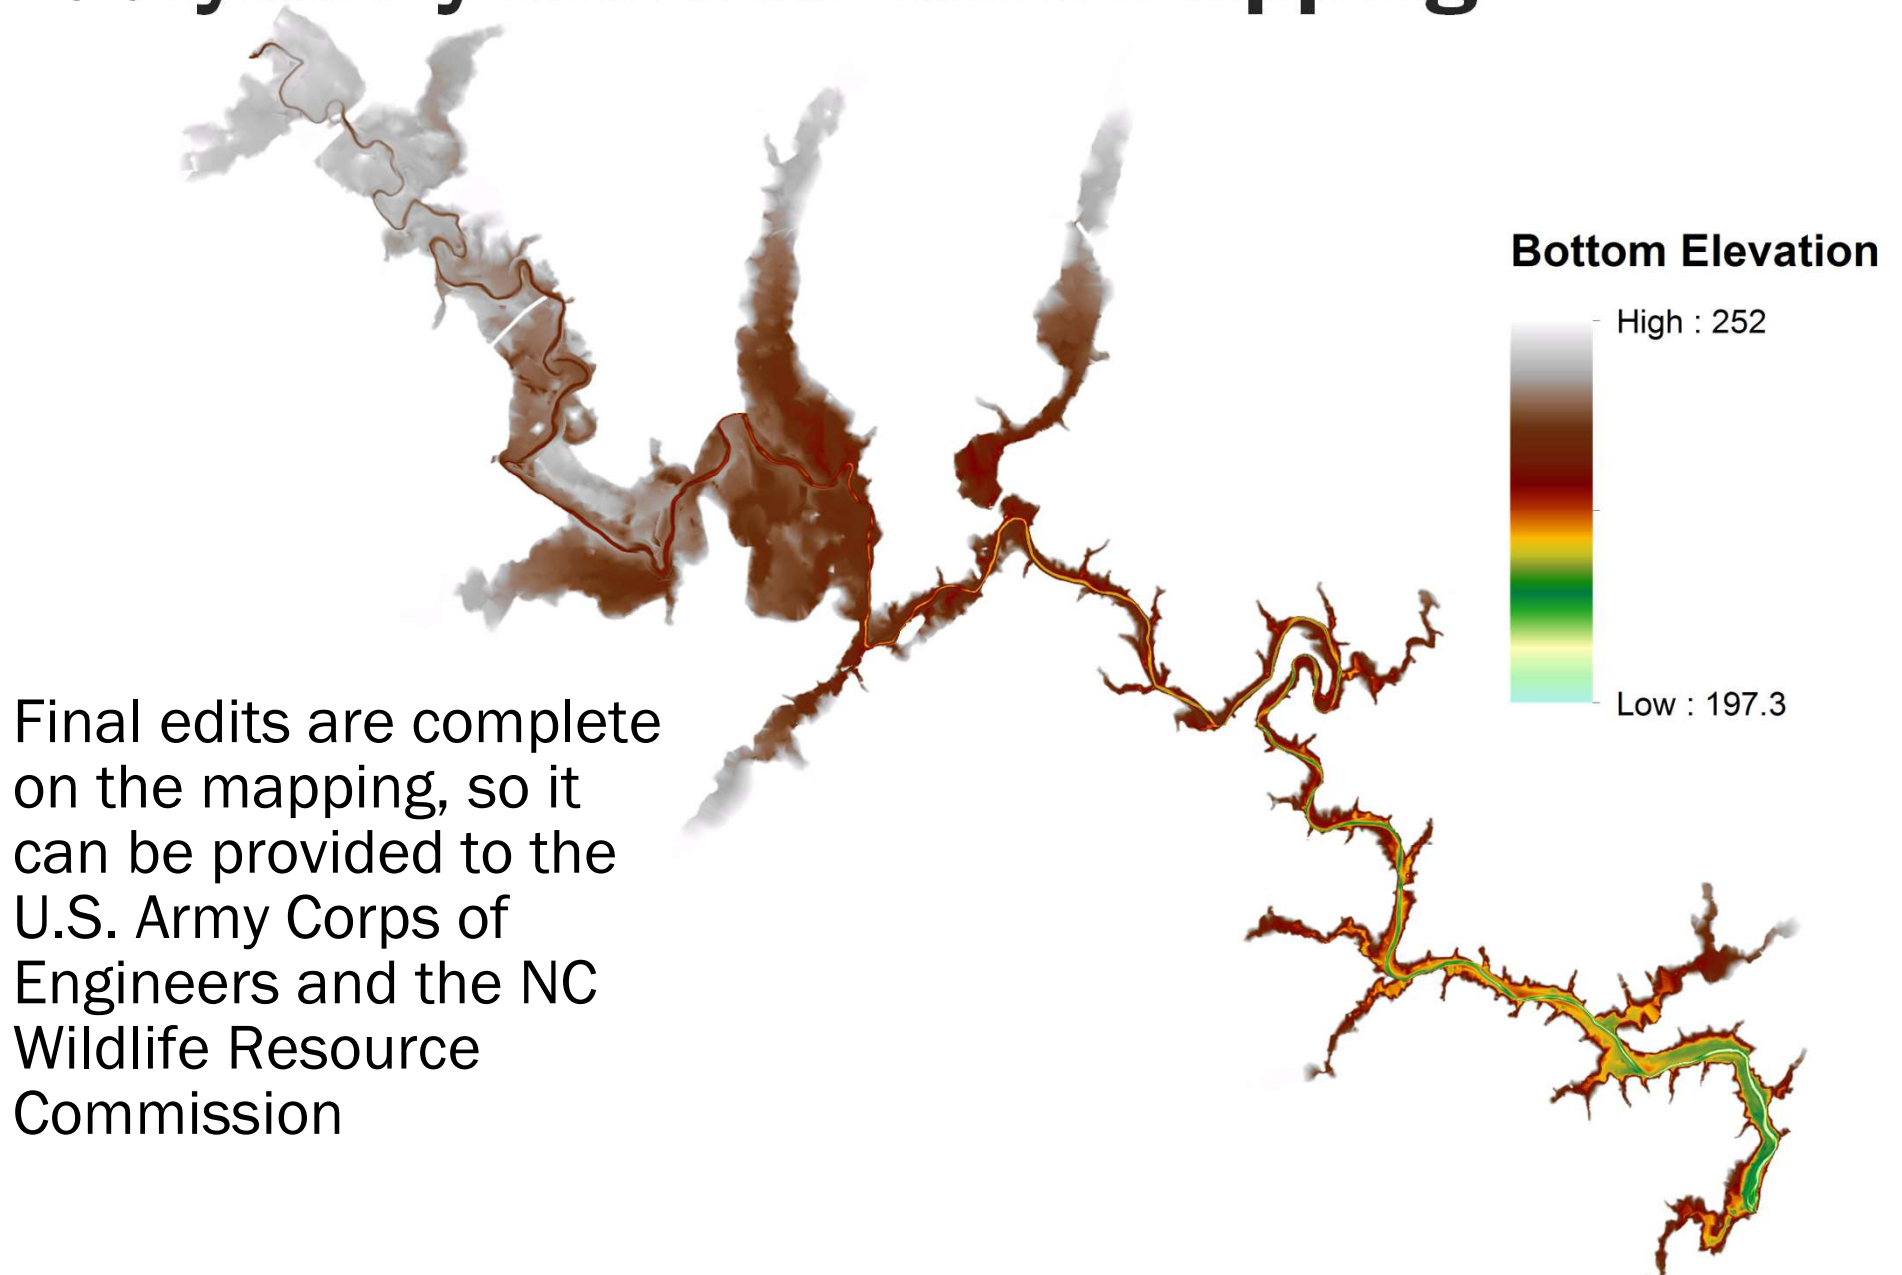 Bottom Elevation
High : 252
Low : 197.3
Final edits are complete
on the mapping, so it
can be provided to the
U.S. Army Corps of
Engineers and the NC
Wildlife Resource
Commission